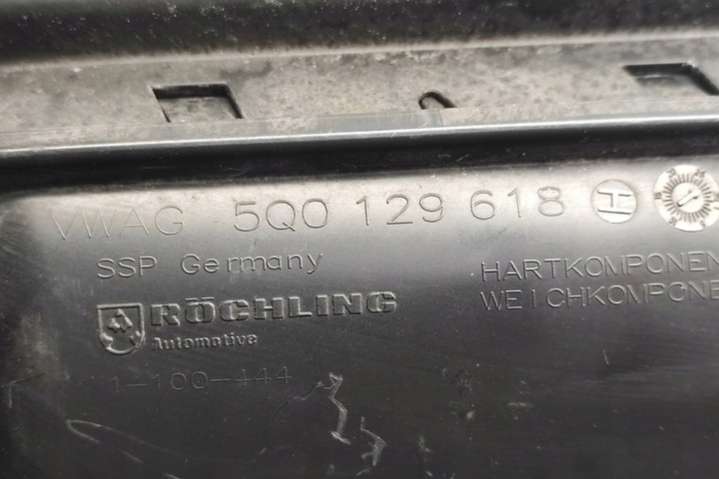 VWAG 5Q0 129 618 H
SSP Germany
HARTKOMPONEN
WEICHKOMPONE
RÖCHLING
Automotive
1-100-444